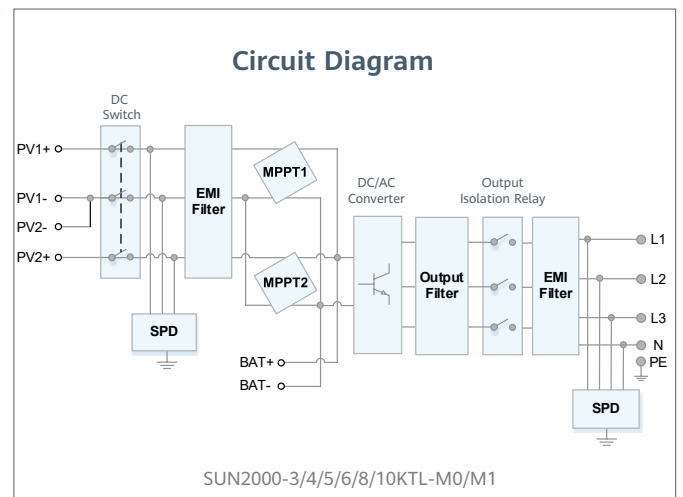 Circuit Diagram
DC
Switch
PV1+
PV1-
PV2-
PV2+
EMI
Filter
MPPT1
MPPT2
SPD
BAT+
BAT-
DC/AC
Converter
Output
Filter
Output
Isolation Relay
EMI
Filter
L1
L2
L3
N
PE
SPD
SUN2000-3/4/5/6/8/10KTL-M0/M1